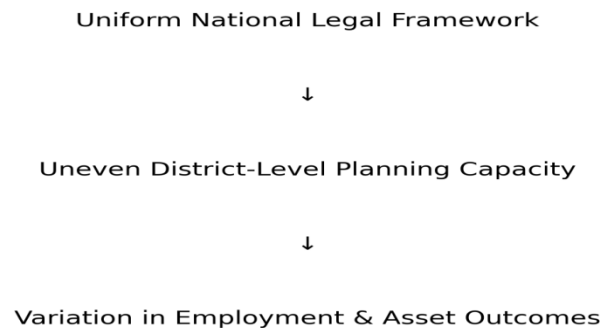 Uniform National Legal Framework
↓
Uneven District-Level Planning Capacity
↓
Variation in Employment & Asset Outcomes